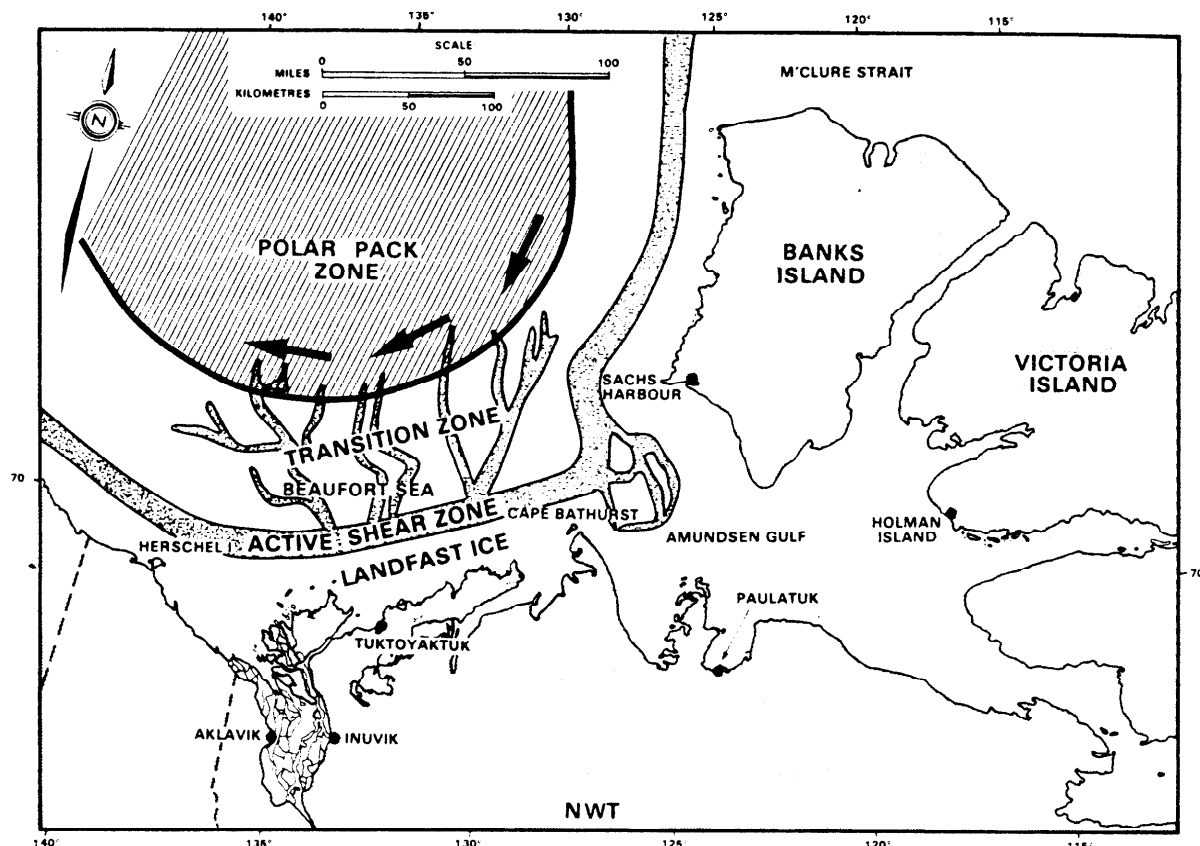 140° 135° 130° 125° 120° 115°
SCALE
MILES 0 50 100
KILOMETRES 0 50 100
M'CLURE STRAIT
N
POLAR PACK
ZONE
BANKS
ISLAND
VICTORIA
ISLAND
SACHS
HARBOUR
TRANSITION ZONE
70
BEAUFORT SEA
CAPE BATHURST
HOLMAN
ISLAND
HERSCHEL I
ACTIVE SHEAR ZONE
AMUNDSEN GULF
LANDFAST ICE
70
PAULATUK
TUKTOYAKTUK
AKLAVIK
INUVIK
NWT
140° 135° 130° 125° 120° 115°